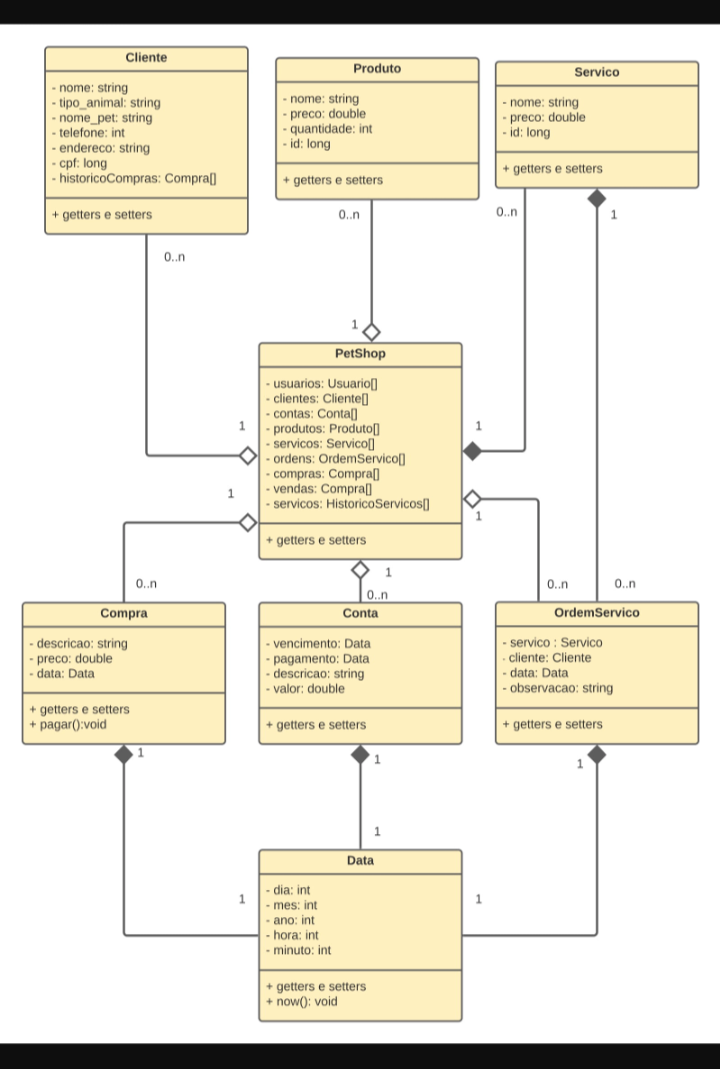 Cliente
- nome: string
- tipo_animal: string
- nome_pet: string
- telefone: int
- endereco: string
- cpf: long
- historicoCompras: Compra[]
+ getters e setters
0..n
Produto
- nome: string
- preco: double
- quantidade: int
- id: long
+ getters e setters
0..n
1
Servico
- nome: string
- preco: double
- id: long
+ getters e setters
0..n
1
PetShop
- usuarios: Usuario[]
- clientes: Cliente[]
- contas: Conta[]
- produtos: Produto[]
- servicos: Servico[]
- ordens: OrdemServico[]
- compras: Compra[]
- vendas: Compra[]
- servicos: HistoricoServicos[]
+ getters e setters
1
1
1
1
1
0..n
0..n
0..n
0..n
Compra
- descricao: string
- preco: double
- data: Data
+ getters e setters
+ pagar():void
1
Conta
- vencimento: Data
- pagamento: Data
- descricao: string
- valor: double
+ getters e setters
1
OrdemServico
- servico : Servico
- cliente: Cliente
- data: Data
- observacao: string
+ getters e setters
1
1
1
1
Data
- dia: int
- mes: int
- ano: int
- hora: int
- minuto: int
+ getters e setters
+ now(): void